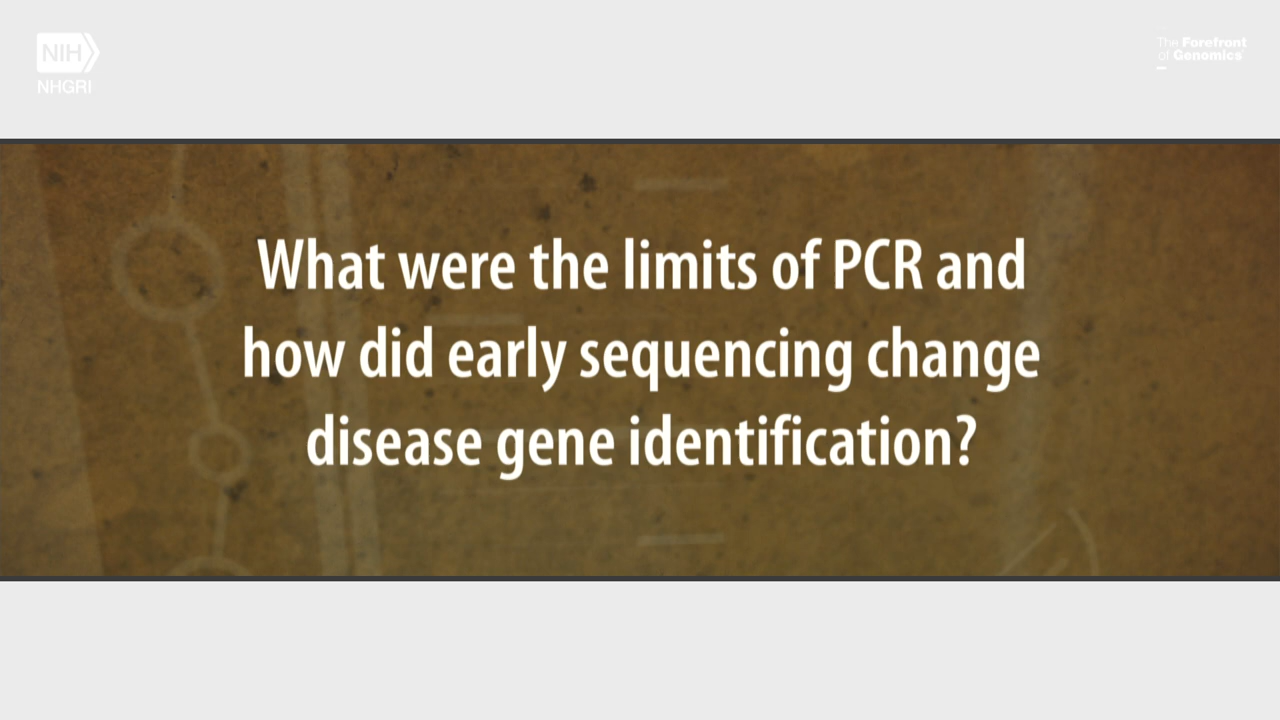 NIH
NHGRI
The Forefront
of Genomics
What were the limits of PCR and
how did early sequencing change
disease gene identification?